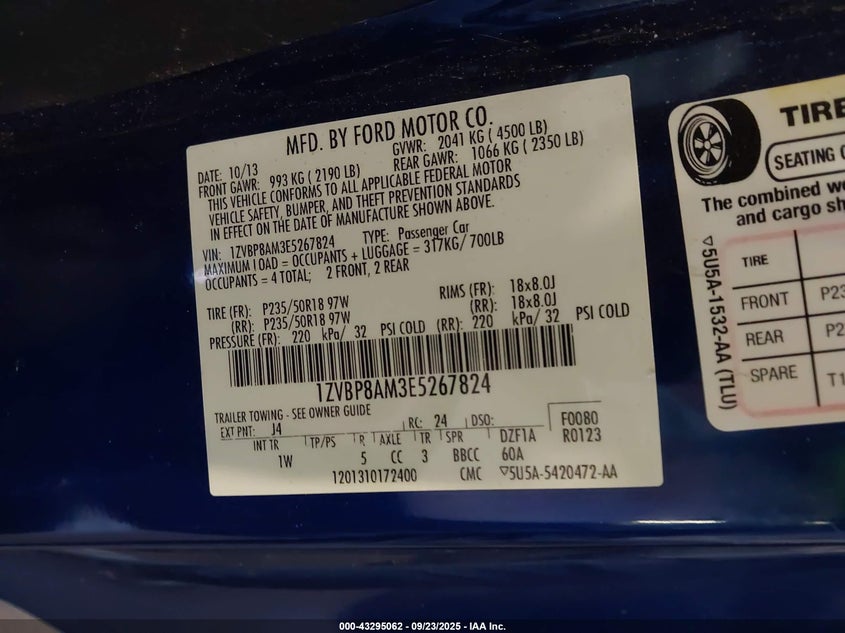 MFD. BY FORD MOTOR CO.
DATE: 10/13
GVWR: 2041 KG ( 4500 LB)
FRONT GAWR: 993 KG ( 2190 LB)
REAR GAWR: 1066 KG ( 2350 LB)
THIS VEHICLE CONFORMS TO ALL APPLICABLE FEDERAL MOTOR
VEHICLE SAFETY, BUMPER, AND THEFT PREVENTION STANDARDS
IN EFFECT ON THE DATE OF MANUFACTURE SHOWN ABOVE.
VIN: 1ZVBP8AM3E5267824 TYPE: Passenger Car
MAXIMUM LOAD = OCCUPANTS + LUGGAGE = 317KG/ 700LB
OCCUPANTS = 4 TOTAL; 2 FRONT, 2 REAR
TIRE (FR): P235/50R18 97W RIMS (FR): 18x8.0J
(RR): P235/50R18 97W (RR): 18x8.0J
PRESSURE (FR): 220 kPa/ 32 PSI COLD (RR): 220 kPa/ 32 PSI COLD
1ZVBP8AM3E5267824
TRAILER TOWING - SEE OWNER GUIDE
EXT PNT: J4 RC: 24 DSO: F0080
INT TR TP/PS R AXLE TR SPR DZF1A R0123
1W 5 CC 3 BBCC 60A
1201310172400 CMC ▽5U5A-5420472-AA
TIRE
SEATING
The combined
and cargo
▽5U5A-1532-AA (TLU)
TIRE
FRONT P23
REAR P2
SPARE T1
000-43295062 - 09/23/2025 - IAA Inc.